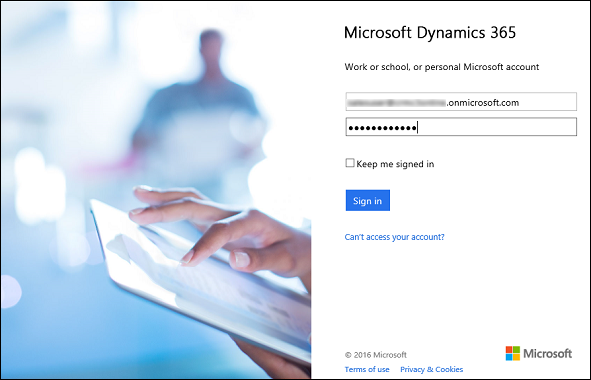 Microsoft Dynamics 365
Work or school, or personal Microsoft account
.onmicrosoft.com
••••••••••••
Keep me signed in
Sign in
Can't access your account?
© 2016 Microsoft
Microsoft
Terms of use Privacy & Cookies